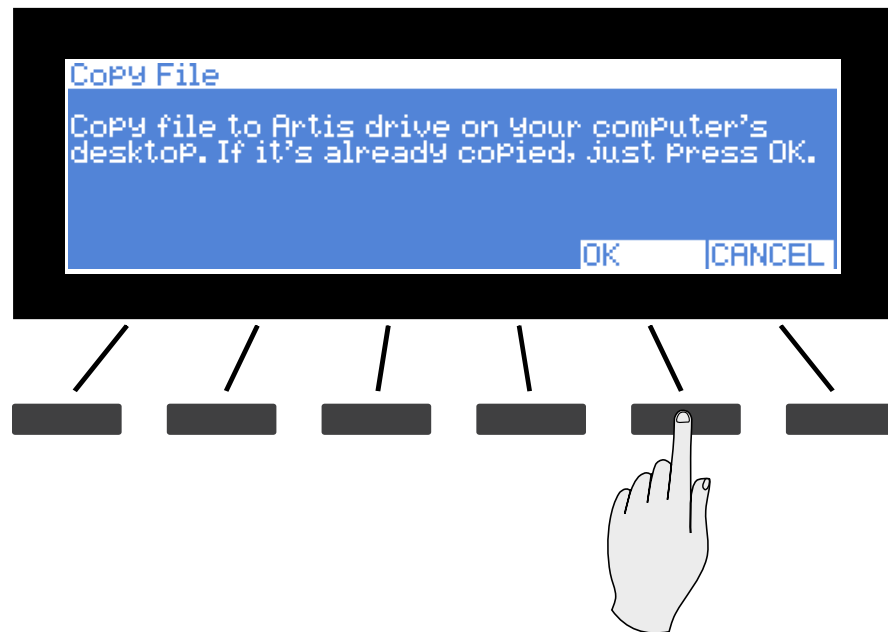 Copy File
Copy file to Artis drive on your computer's
desktop. If it's already copied, just press OK.
OK CANCEL